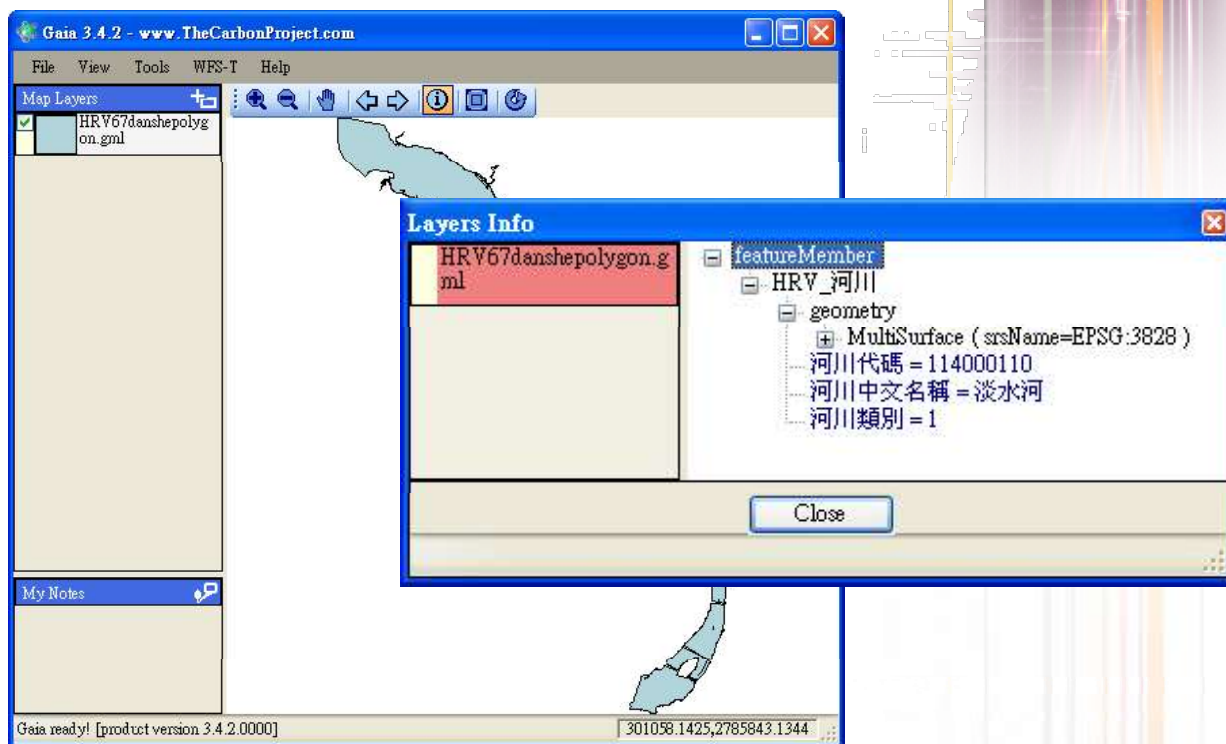 Gaia 3.4.2 - www.TheCarbonProject.com
File View Tools WFS-T Help
Map Layers
HRV67danshepolyg
on.gml
Layers Info
HRV67danshepolygon.g
ml
featureMember
HRV_河川
geometry
MultiSurface ( srsName=EPSG:3828 )
河川代碼 = 114000110
河川中文名稱 = 淡水河
河川類別 = 1
Close
My Notes
Gaia ready! [product version 3.4.2.0000]
301058.1425,2785843.1344